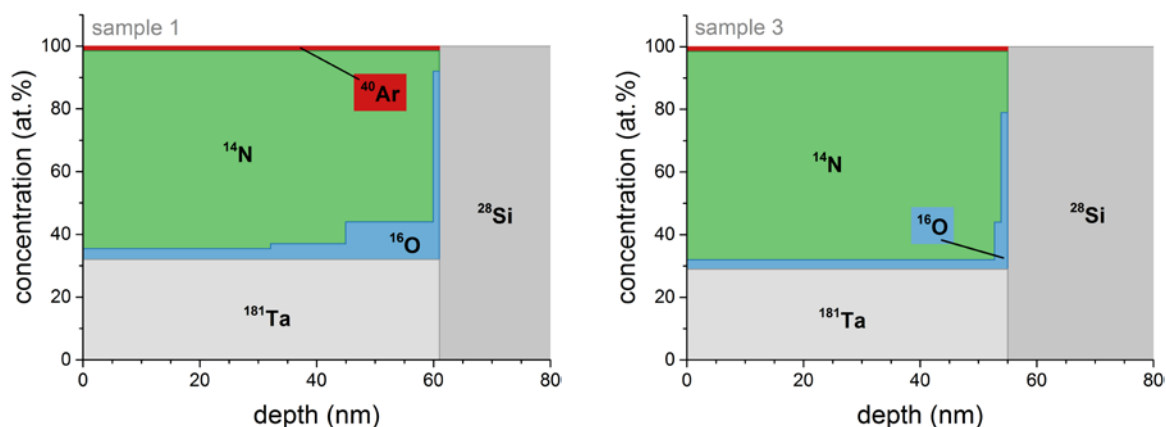 sample 1
concentration (at.%)
100
80
60
40
20
0
⁴⁰Ar
¹⁴N
¹⁶O
¹⁸¹Ta
²⁸Si
0 20 40 60 80
depth (nm)
sample 3
concentration (at.%)
100
80
60
40
20
0
¹⁴N
¹⁶O
¹⁸¹Ta
²⁸Si
0 20 40 60 80
depth (nm)